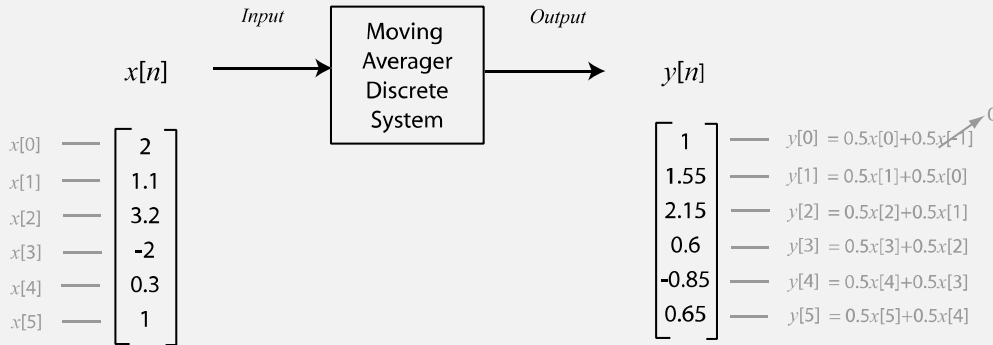 Input
Output
Moving
Averager
Discrete
System
x[n]
y[n]
0
x[0] 2 1 y[0] = 0.5x[0]+0.5x[-1]
x[1] 1.1 1.55 y[1] = 0.5x[1]+0.5x[0]
x[2] 3.2 2.15 y[2] = 0.5x[2]+0.5x[1]
x[3] -2 0.6 y[3] = 0.5x[3]+0.5x[2]
x[4] 0.3 -0.85 y[4] = 0.5x[4]+0.5x[3]
x[5] 1 0.65 y[5] = 0.5x[5]+0.5x[4]